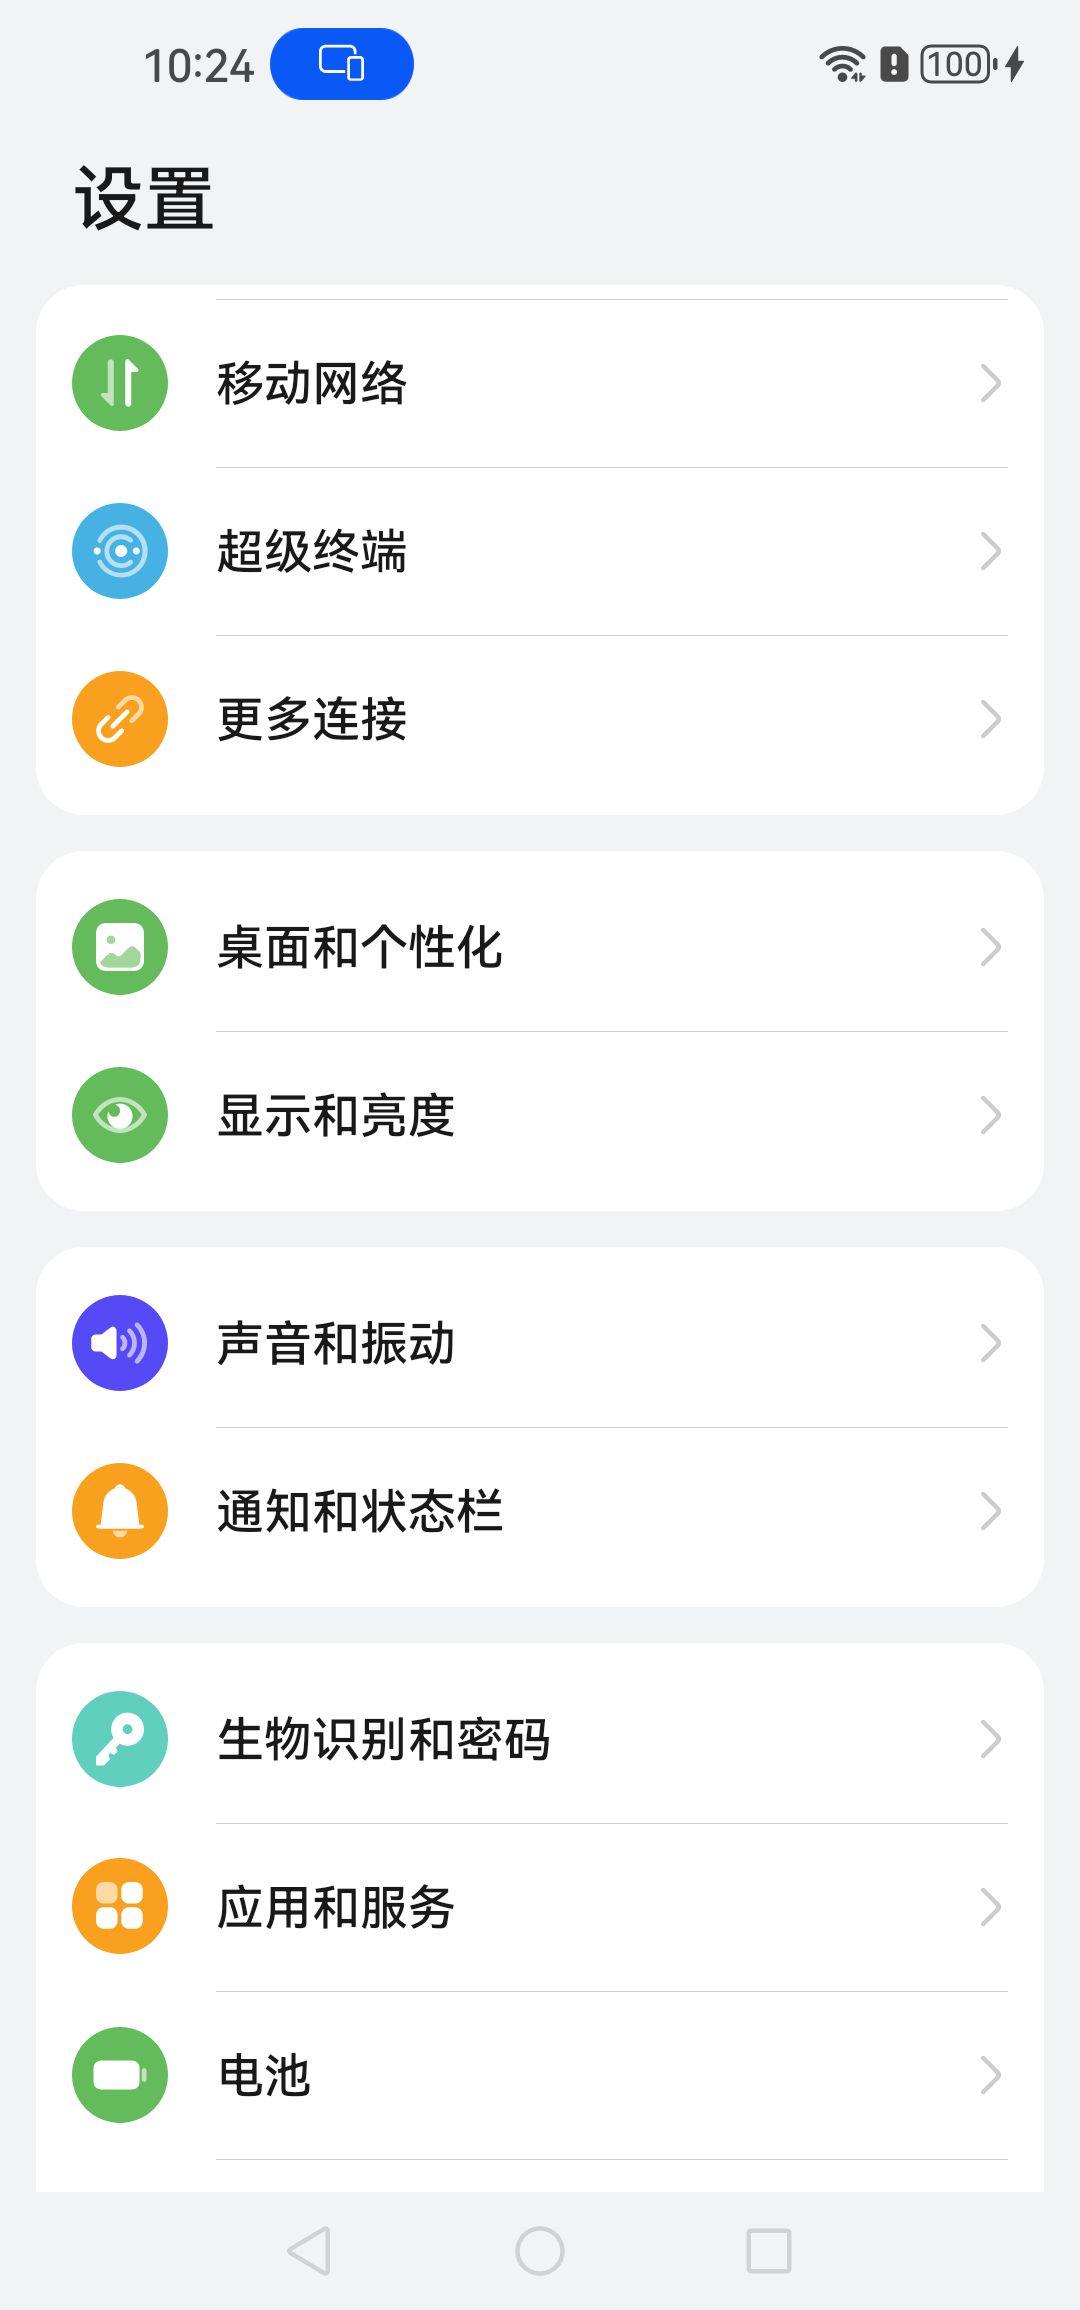 10:24
100
设置
移动网络
超级终端
更多连接
桌面和个性化
显示和亮度
声音和振动
通知和状态栏
生物识别和密码
应用和服务
电池